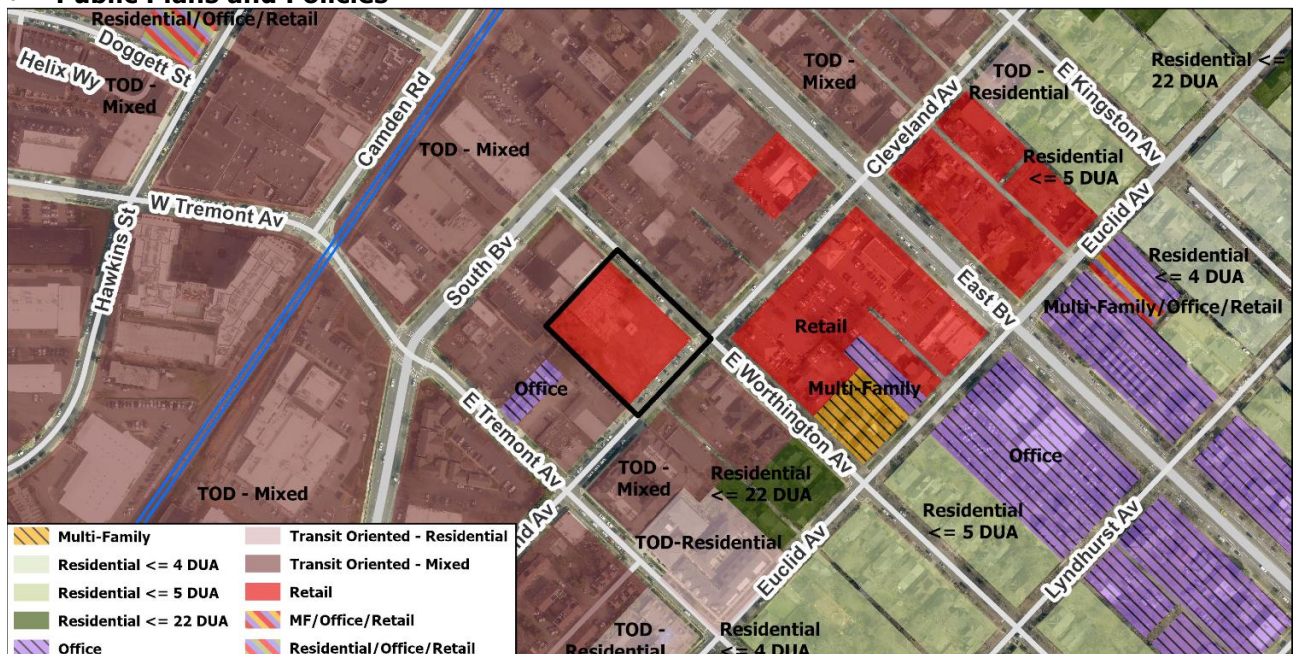 Public Plans and Policies
Residential/Office/Retail
Doggett St
Helix Wy
TOD -
Mixed
Camden Rd
TOD - Mixed
TOD -
Mixed
Cleveland Av
TOD -
Residential
E Kingston Av
Residential <=
22 DUA
Residential
<= 5 DUA
Euclid Av
W Tremont Av
Hawkins St
South Bv
East Bv
Residential
<= 4 DUA
Multi-Family/Office/Retail
Retail
Multi-Family
E Worthington Av
Office
Office
E Tremont Av
TOD - Mixed
TOD -
Mixed
Residential
<= 22 DUA
TOD-Residential
Euclid Av
Residential
<= 5 DUA
Lyndhurst Av
TOD -
Residential
Residential
<= 4 DUA
Multi-Family
Residential <= 4 DUA
Residential <= 5 DUA
Residential <= 22 DUA
Office
Transit Oriented - Residential
Transit Oriented - Mixed
Retail
MF/Office/Retail
Residential/Office/Retail